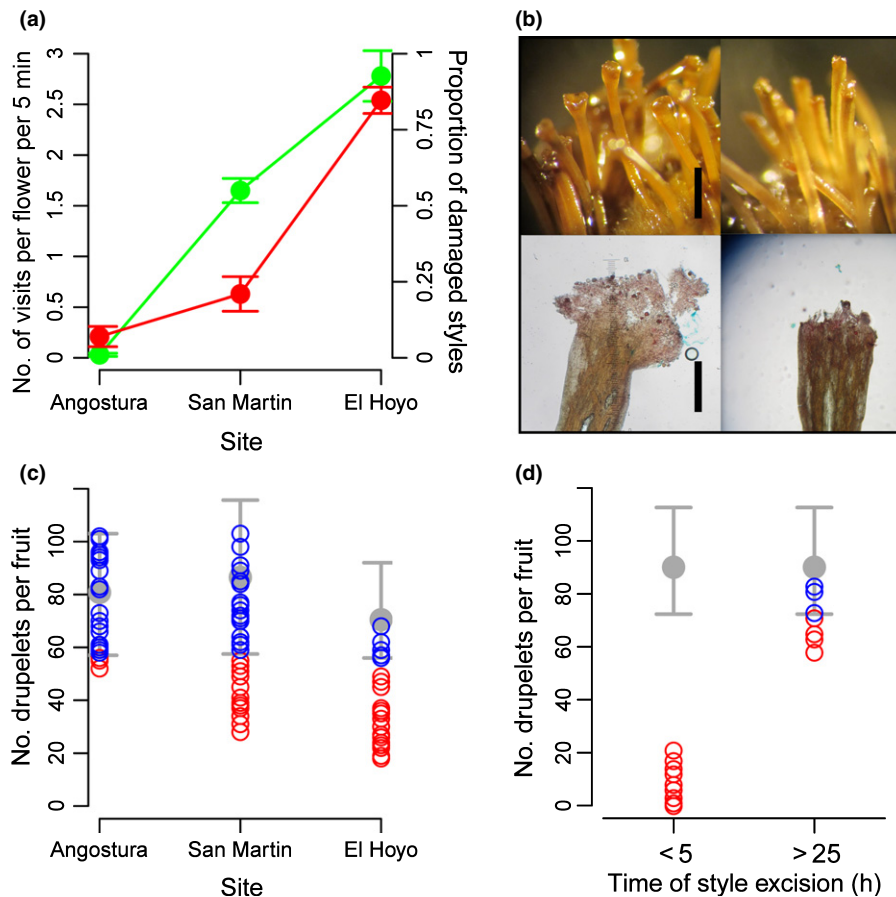 (a)
No. of visits per flower per 5 min
3
2.5
2
1.5
1
0.5
0
1
0.75
0.5
0.25
0
Proportion of damaged styles
Angostura San Martin El Hoyo
Site
(b)
(c)
No. drupelets per fruit
100
80
60
40
20
0
Angostura San Martin El Hoyo
Site
(d)
No. drupelets per fruit
100
80
60
40
20
0
< 5 > 25
Time of style excision (h)